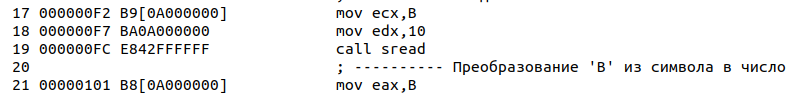 17 000000F2 B9[0A000000] mov ecx,B
18 000000F7 BA0A000000 mov edx,10
19 000000FC E842FFFFFF call sread
20 ; ---------- Преобразование 'B' из символа в число
21 00000101 B8[0A000000] mov eax,B